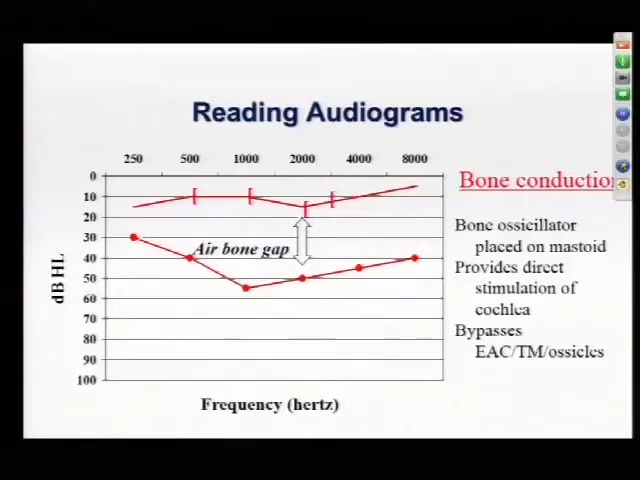 Reading Audiograms
250 500 1000 2000 4000 8000
0
10
20
30
40
50
60
70
80
90
100
dB HL
Air bone gap
Frequency (hertz)
Bone conduction
Bone ossicillator
placed on mastoid
Provides direct
stimulation of
cochlea
Bypasses
EAC/TM/ossicles